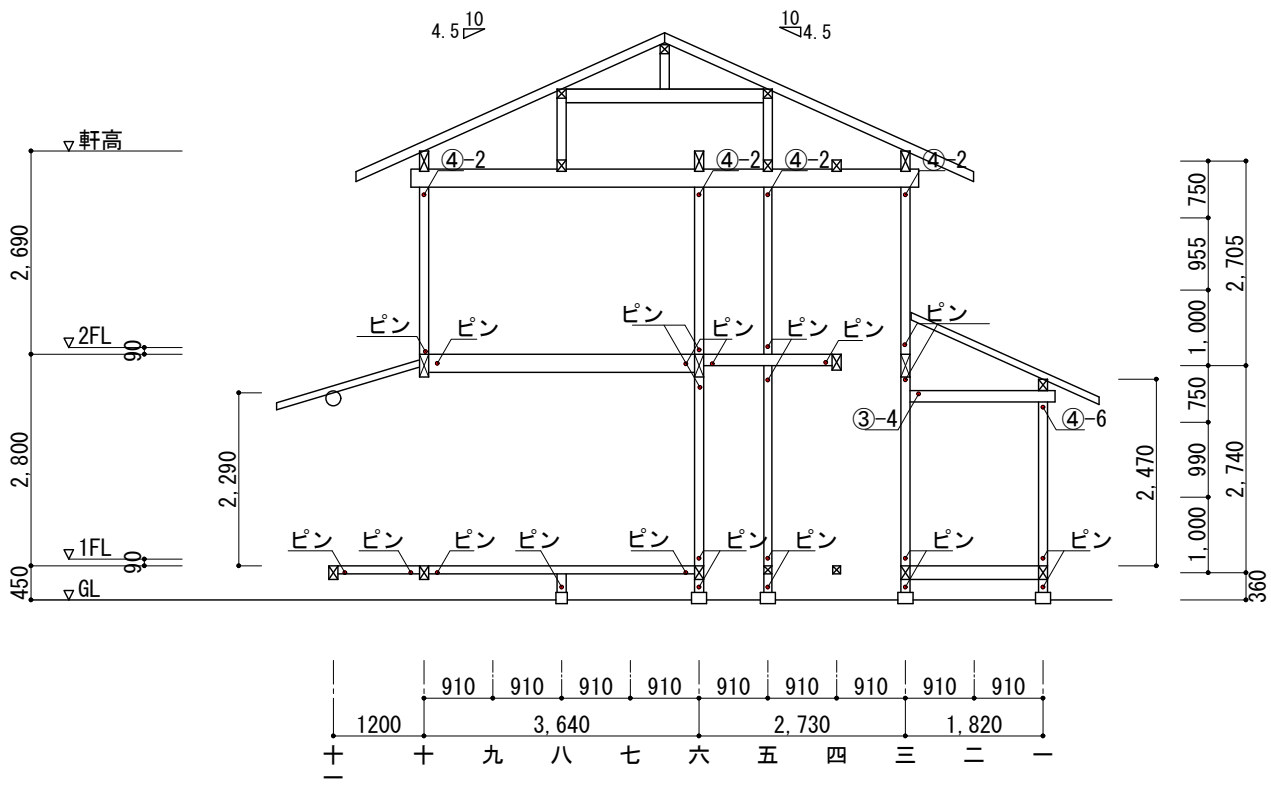 10
4.5
10
4.5
軒高
④-2
④-2
④-2
④-2
750
2,690
955
2,705
ピン
ピン
ピン
ピン
ピン
ピン
ピン
1,000
2FL
90
③-4
④-6
750
2,800
2,290
990
2,470
2,740
1FL
90
ピン
ピン
ピン
ピン
ピン
ピン
ピン
ピン
ピン
1,000
450
GL
360
910
910
910
910
910
910
910
910
910
1200
3,640
2,730
1,820
十一
十
九
八
七
六
五
四
三
二
一